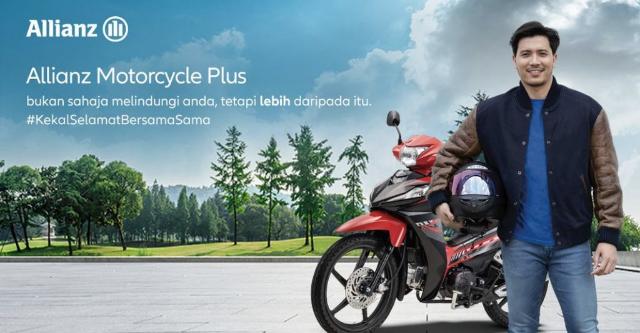 Allianz
Allianz Motorcycle Plus
bukan sahaja melindungi anda, tetapi lebih daripada itu.
#KekalSelamatBersamaSama